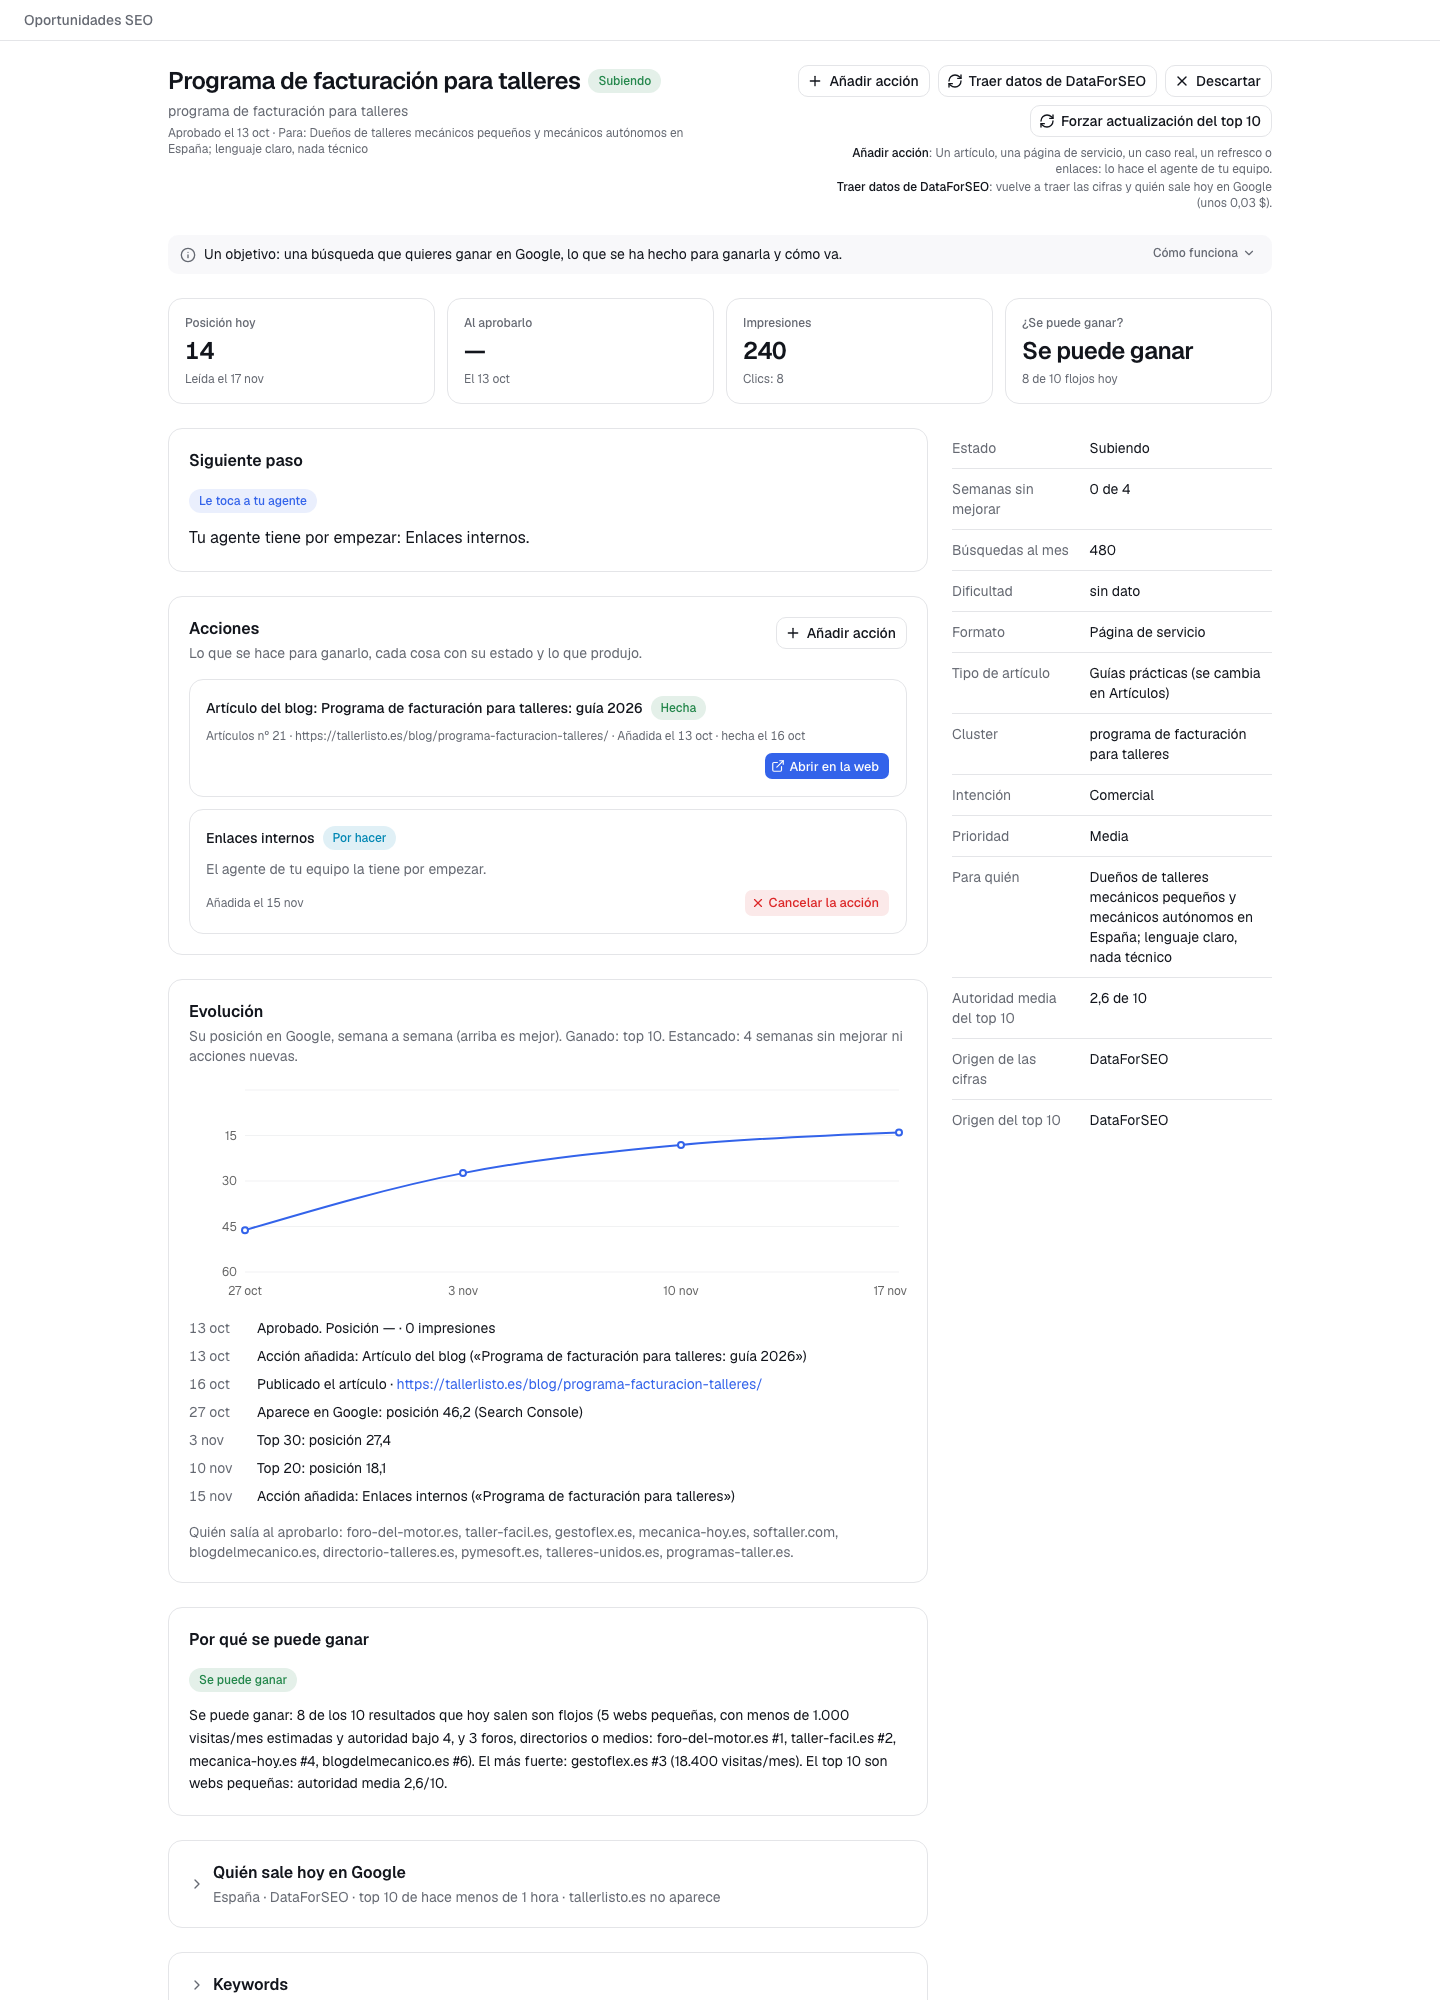 Oportunidades SEO
Programa de facturación para talleres
Subiendo
programa de facturación para talleres
Aprobado el 13 oct · Para: Dueños de talleres mecánicos pequeños y mecánicos autónomos en
España; lenguaje claro, nada técnico
Añadir acción
Traer datos de DataForSEO
Descartar
Forzar actualización del top 10
Añadir acción: Un artículo, una página de servicio, un caso real, un refresco o
enlaces: lo hace el agente de tu equipo.
Traer datos de DataForSEO: vuelve a traer las cifras y quién sale hoy en Google
(unos 0,03 $).
Un objetivo: una búsqueda que quieres ganar en Google, lo que se ha hecho para ganarla y cómo va.
Cómo funciona
Posición hoy
14
Leída el 17 nov
Al aprobarlo
—
El 13 oct
Impresiones
240
Clics: 8
¿Se puede ganar?
Se puede ganar
8 de 10 flojos hoy
Siguiente paso
Le toca a tu agente
Tu agente tiene por empezar: Enlaces internos.
Acciones
Lo que se hace para ganarlo, cada cosa con su estado y lo que produjo.
Añadir acción
Artículo del blog: Programa de facturación para talleres: guía 2026
Hecha
Artículos nº 21 · https://tallerlisto.es/blog/programa-facturacion-talleres/ · Añadida el 13 oct · hecha el 16 oct
Abrir en la web
Enlaces internos
Por hacer
El agente de tu equipo la tiene por empezar.
Añadida el 15 nov
Cancelar la acción
Evolución
Su posición en Google, semana a semana (arriba es mejor). Ganado: top 10. Estancado: 4 semanas sin mejorar ni
acciones nuevas.
15
30
45
60
27 oct
3 nov
10 nov
17 nov
13 oct Aprobado. Posición — · 0 impresiones
13 oct Acción añadida: Artículo del blog («Programa de facturación para talleres: guía 2026»)
16 oct Publicado el artículo · https://tallerlisto.es/blog/programa-facturacion-talleres/
27 oct Aparece en Google: posición 46,2 (Search Console)
3 nov Top 30: posición 27,4
10 nov Top 20: posición 18,1
15 nov Acción añadida: Enlaces internos («Programa de facturación para talleres»)
Quién salía al aprobarlo: foro-del-motor.es, taller-facil.es, gestoflex.es, mecanica-hoy.es, softaller.com,
blogdelmecanico.es, directorio-talleres.es, pymesoft.es, talleres-unidos.es, programas-taller.es.
Por qué se puede ganar
Se puede ganar
Se puede ganar: 8 de los 10 resultados que hoy salen son flojos (5 webs pequeñas, con menos de 1.000
visitas/mes estimadas y autoridad bajo 4, y 3 foros, directorios o medios: foro-del-motor.es #1, taller-facil.es #2,
mecanica-hoy.es #4, blogdelmecanico.es #6). El más fuerte: gestoflex.es #3 (18.400 visitas/mes). El top 10 son
webs pequeñas: autoridad media 2,6/10.
Quién sale hoy en Google
España · DataForSEO · top 10 de hace menos de 1 hora · tallerlisto.es no aparece
Keywords
Estado
Subiendo
Semanas sin
mejorar
0 de 4
Búsquedas al mes
480
Dificultad
sin dato
Formato
Página de servicio
Tipo de artículo
Guías prácticas (se cambia
en Artículos)
Cluster
programa de facturación
para talleres
Intención
Comercial
Prioridad
Media
Para quién
Dueños de talleres
mecánicos pequeños y
mecánicos autónomos en
España; lenguaje claro,
nada técnico
Autoridad media
del top 10
2,6 de 10
Origen de las
cifras
DataForSEO
Origen del top 10
DataForSEO